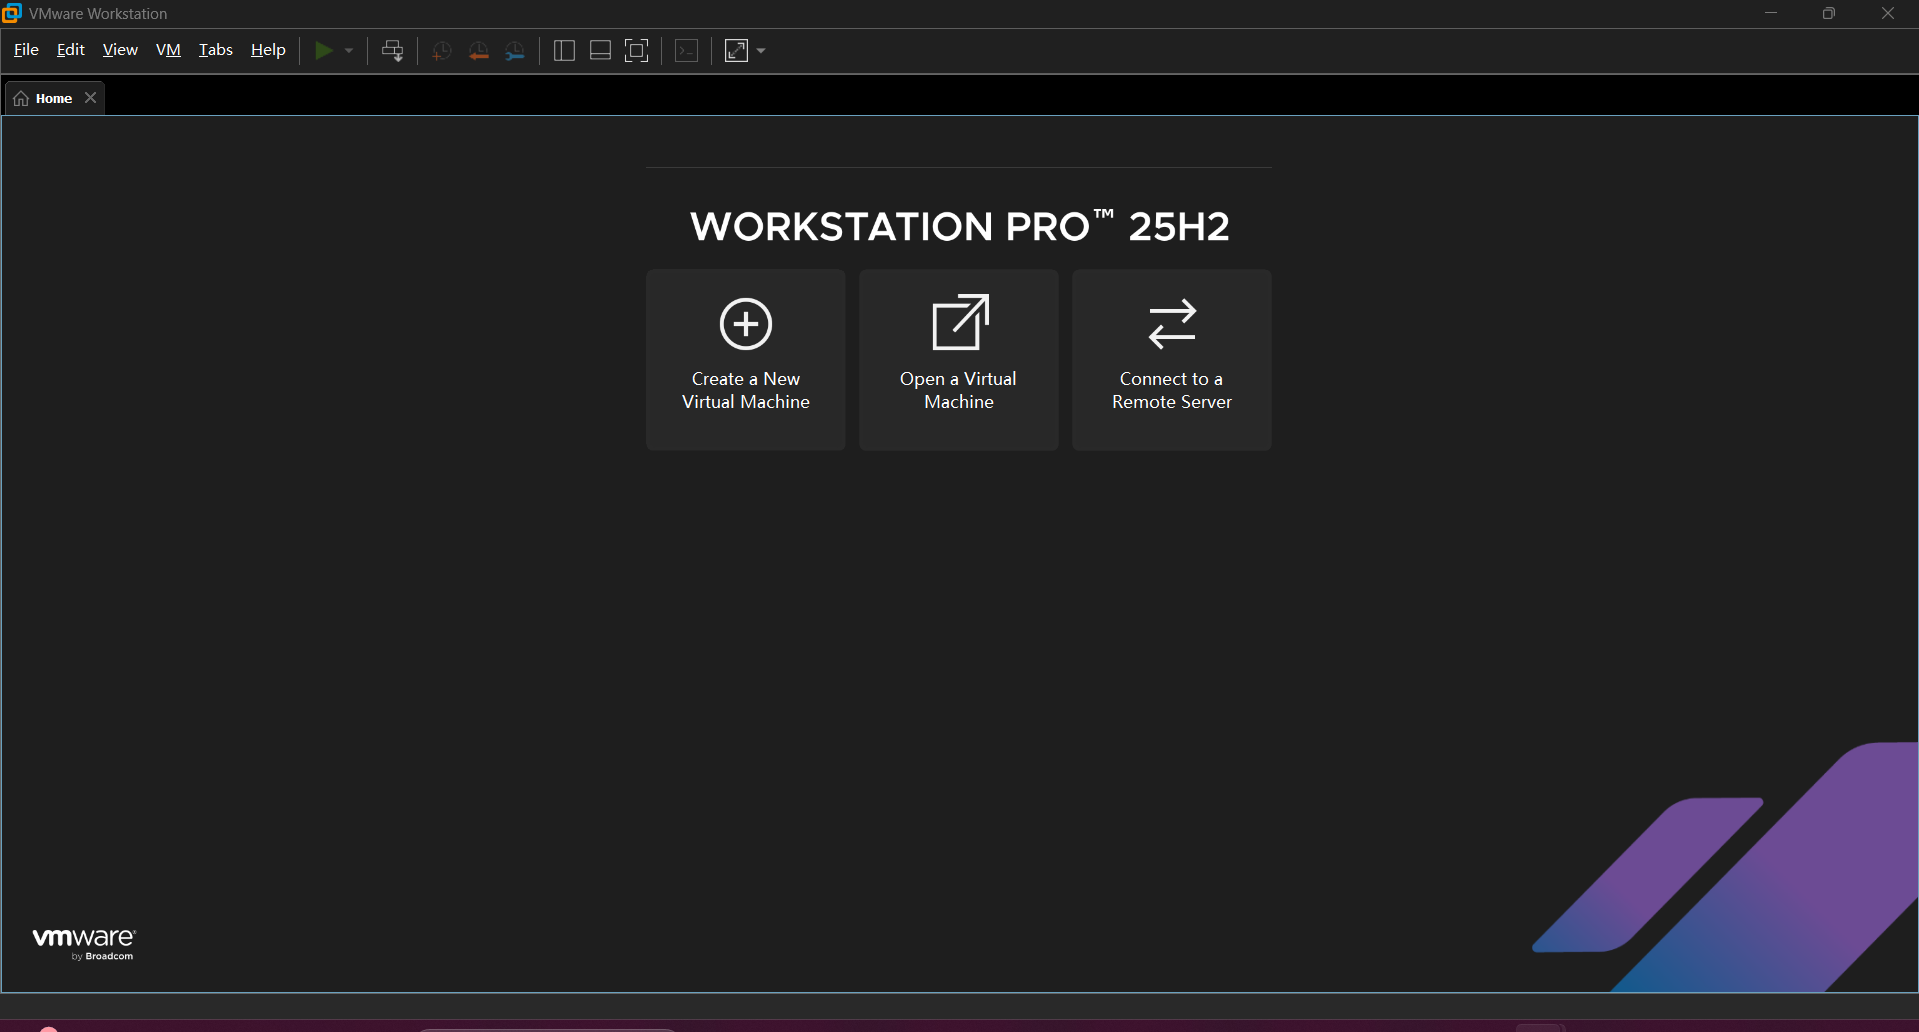 VMware Workstation
File Edit View VM Tabs Help
Home
WORKSTATION PRO™ 25H2
Create a New
Virtual Machine
Open a Virtual
Machine
Connect to a
Remote Server
vmware®
by Broadcom